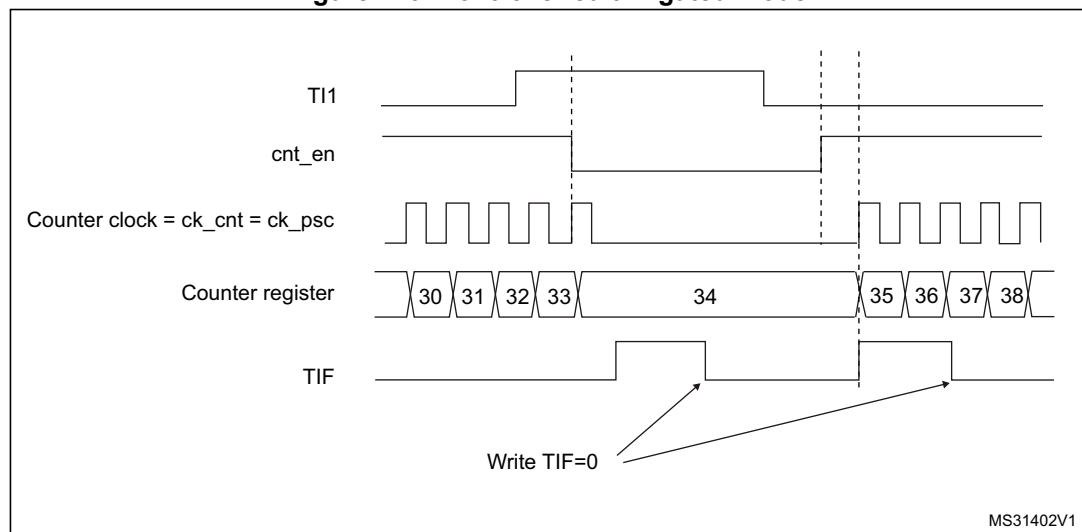 TI1
cnt_en
Counter clock = ck_cnt = ck_psc
Counter register
30 31 32 33 34 35 36 37 38
TIF
Write TIF=0
MS31402V1